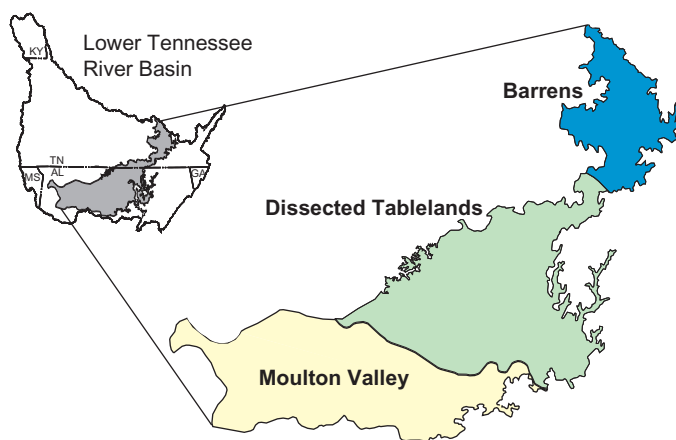 Lower Tennessee
River Basin
KY
TN
AL
MS
GA
Barrens
Dissected Tablelands
Moulton Valley